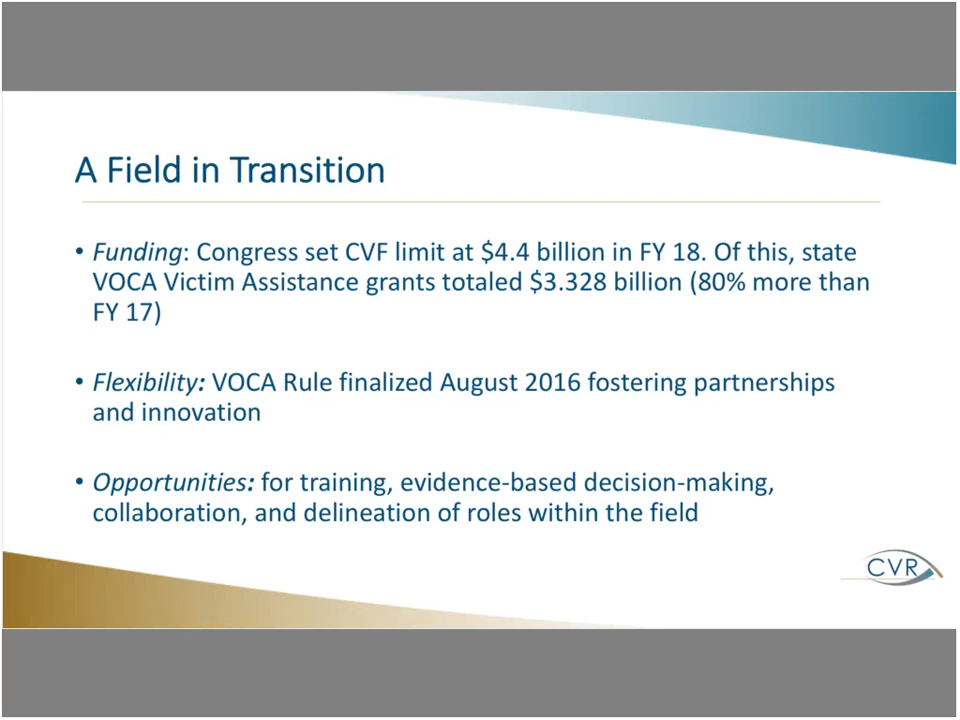 A Field in Transition
• Funding: Congress set CVF limit at $4.4 billion in FY 18. Of this, state
VOCA Victim Assistance grants totaled $3.328 billion (80% more than
FY 17)
• Flexibility: VOCA Rule finalized August 2016 fostering partnerships
and innovation
• Opportunities: for training, evidence-based decision-making,
collaboration, and delineation of roles within the field
CVR